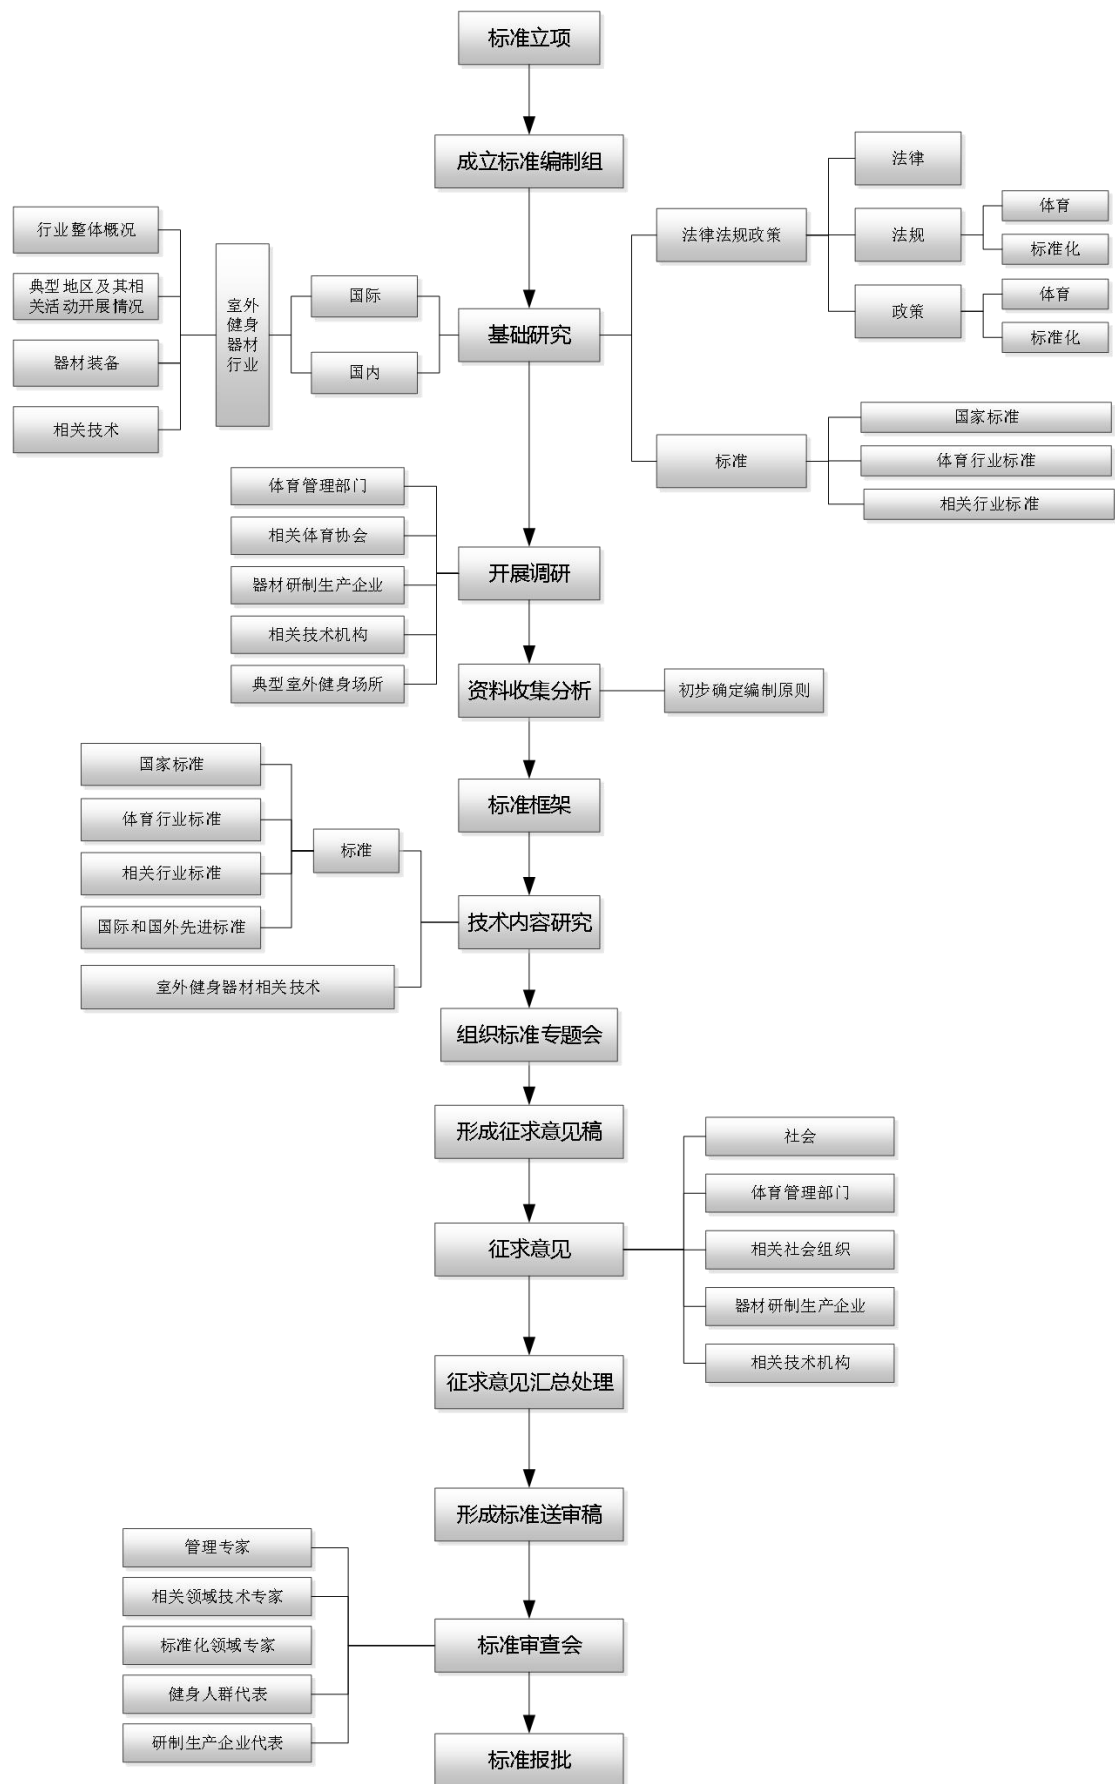 标准立项
成立标准编制组
法律
行业整体概况
法律法规政策
法规
体育
标准化
典型地区及其相
关活动开展情况
室外
健身
器材
行业
国际
基础研究
政策
体育
标准化
器材装备
国内
相关技术
标准
国家标准
体育行业标准
相关行业标准
体育管理部门
相关体育协会
器材研制生产企业
相关技术机构
典型室外健身场所
开展调研
资料收集分析
初步确定编制原则
国家标准
体育行业标准
相关行业标准
国际和国外先进标准
标准
室外健身器材相关技术
标准框架
技术内容研究
组织标准专题会
形成征求意见稿
征求意见
社会
体育管理部门
相关社会组织
器材研制生产企业
相关技术机构
征求意见汇总处理
形成标准送审稿
管理专家
相关领域技术专家
标准化领域专家
健身人群代表
研制生产企业代表
标准审查会
标准报批